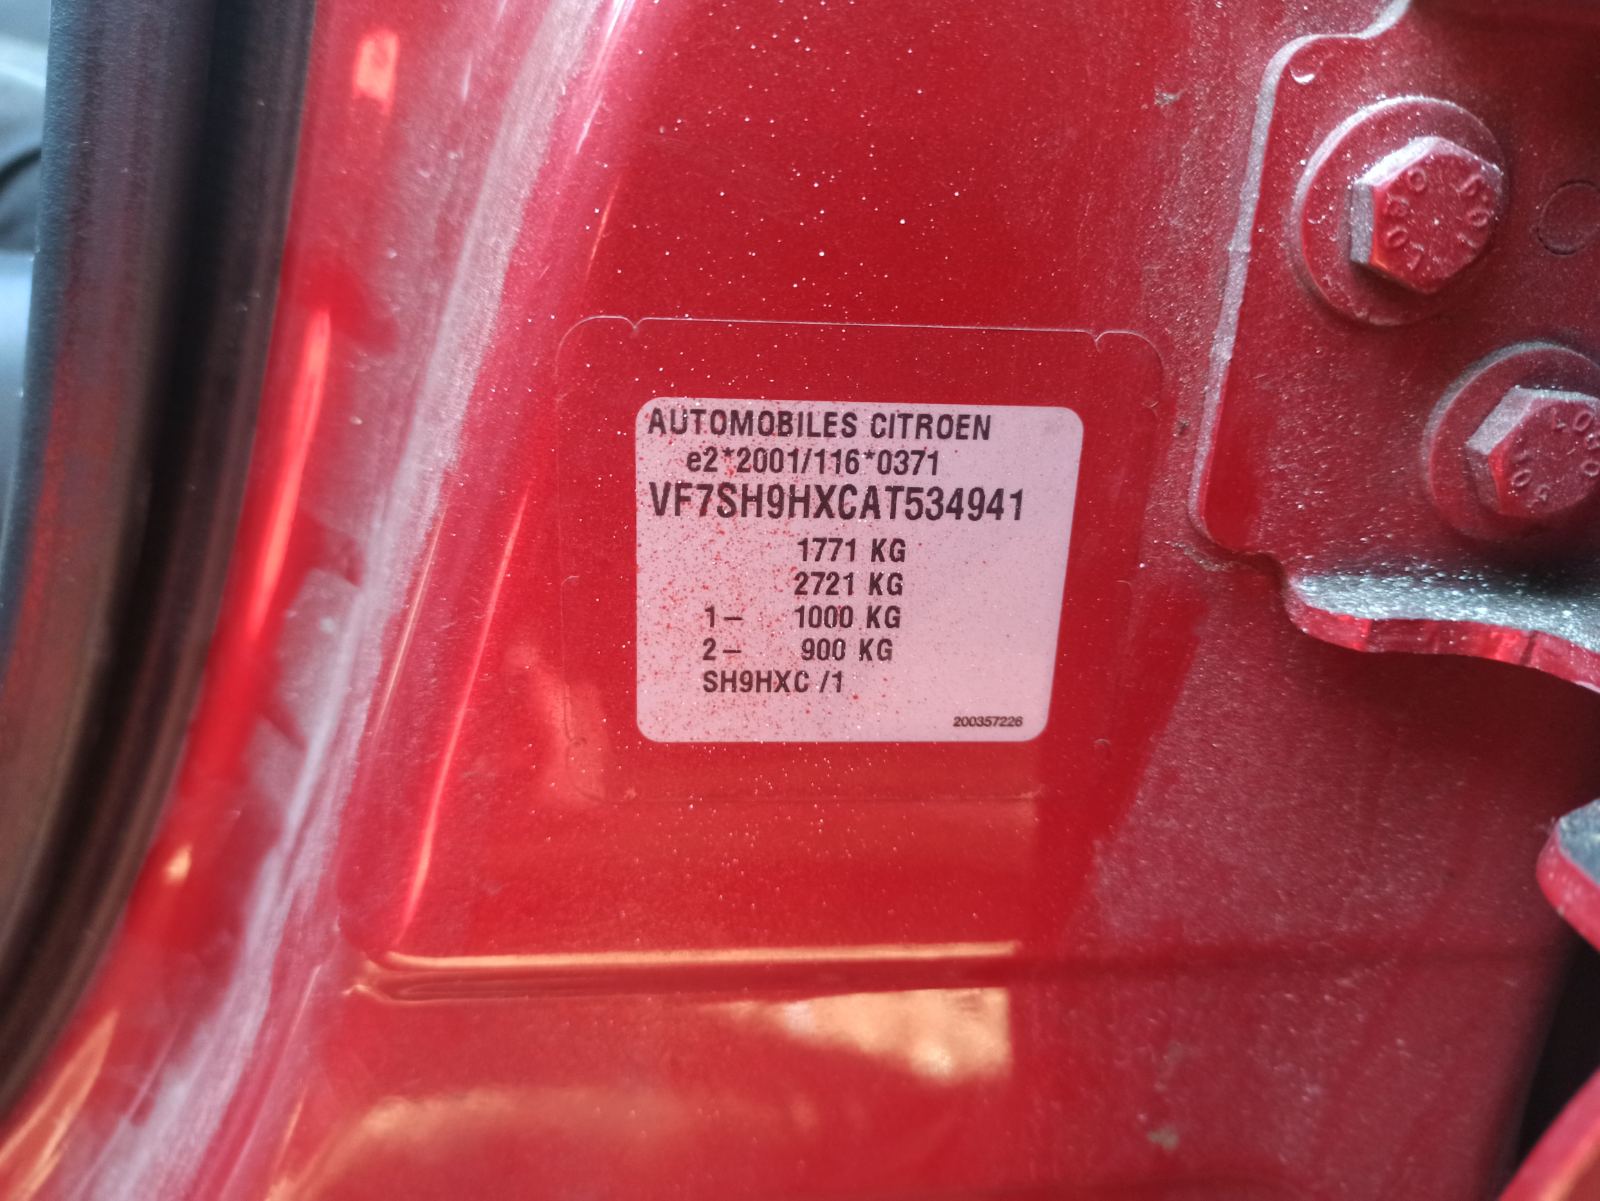 AUTOMOBILES CITROEN
e2*2001/116*0371
VF7SH9HXCAT534941
1771 KG
2721 KG
1– 1000 KG
2– 900 KG
SH9HXC /1
200357226